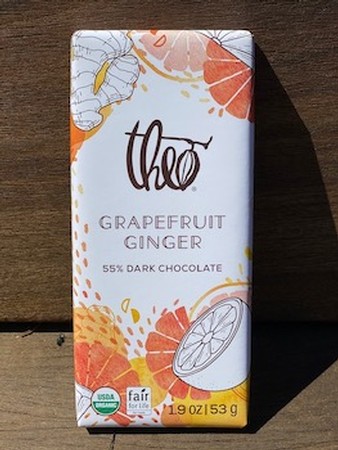 theo®
GRAPEFRUIT
GINGER
55% DARK CHOCOLATE
USDA
ORGANIC
fair
for life
1.9 OZ | 53 g